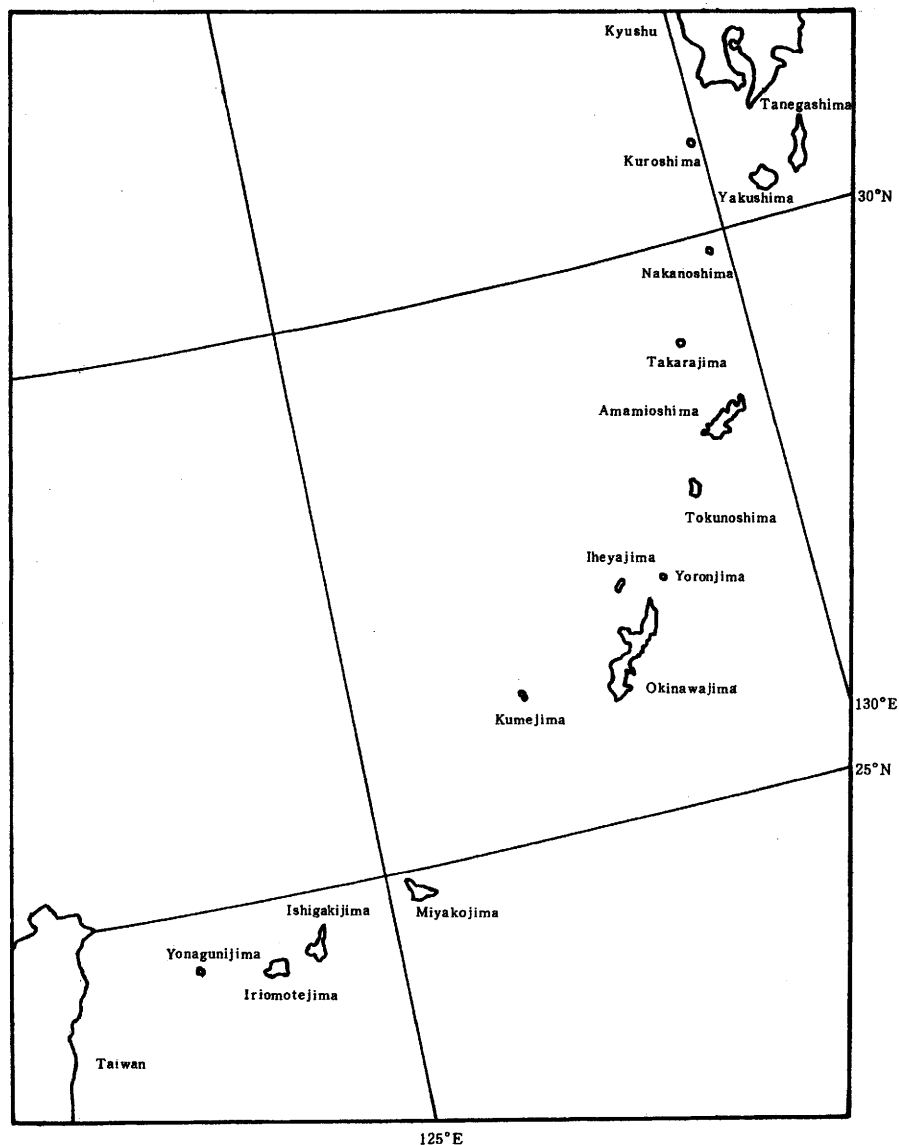 Kyushu
Tanegashima
Kuroshima
Yakushima
30°N
Nakanoshima
Takarajima
Amamioshima
Tokunoshima
Iheyajima
Yoronjima
Okinawajima
130°E
Kumejima
25°N
Ishigakijima
Miyakojima
Yonagunijima
Iriomotejima
Taiwan
125°E